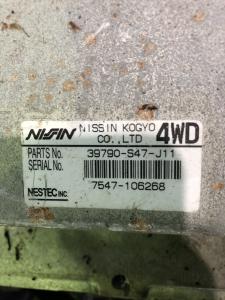 NISSIN NISSIN KOGYO
CO.,LTD 4WD
PARTS No. 39790-S47-J11
SERIAL No.
7547-106268
NESTEC INC.